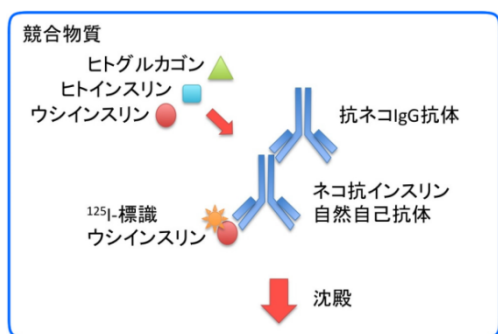 競合物質
ヒトグルカゴン
ヒトインスリン
ウシインスリン
抗ネコIgG抗体
ネコ抗インスリン
自然自己抗体
¹²⁵I-標識
ウシインスリン
沈殿